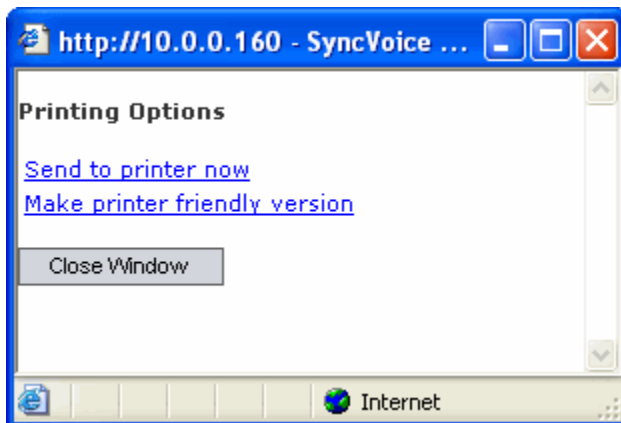 http://10.0.0.160 - SyncVoice ...
Printing Options
Send to printer now
Make printer friendly version
Close Window
Internet